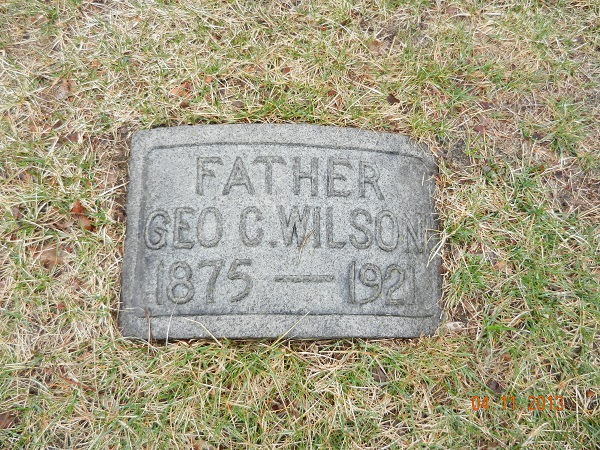 FATHER
GEO C. WILSON
1875 — 1921
04.11.2013